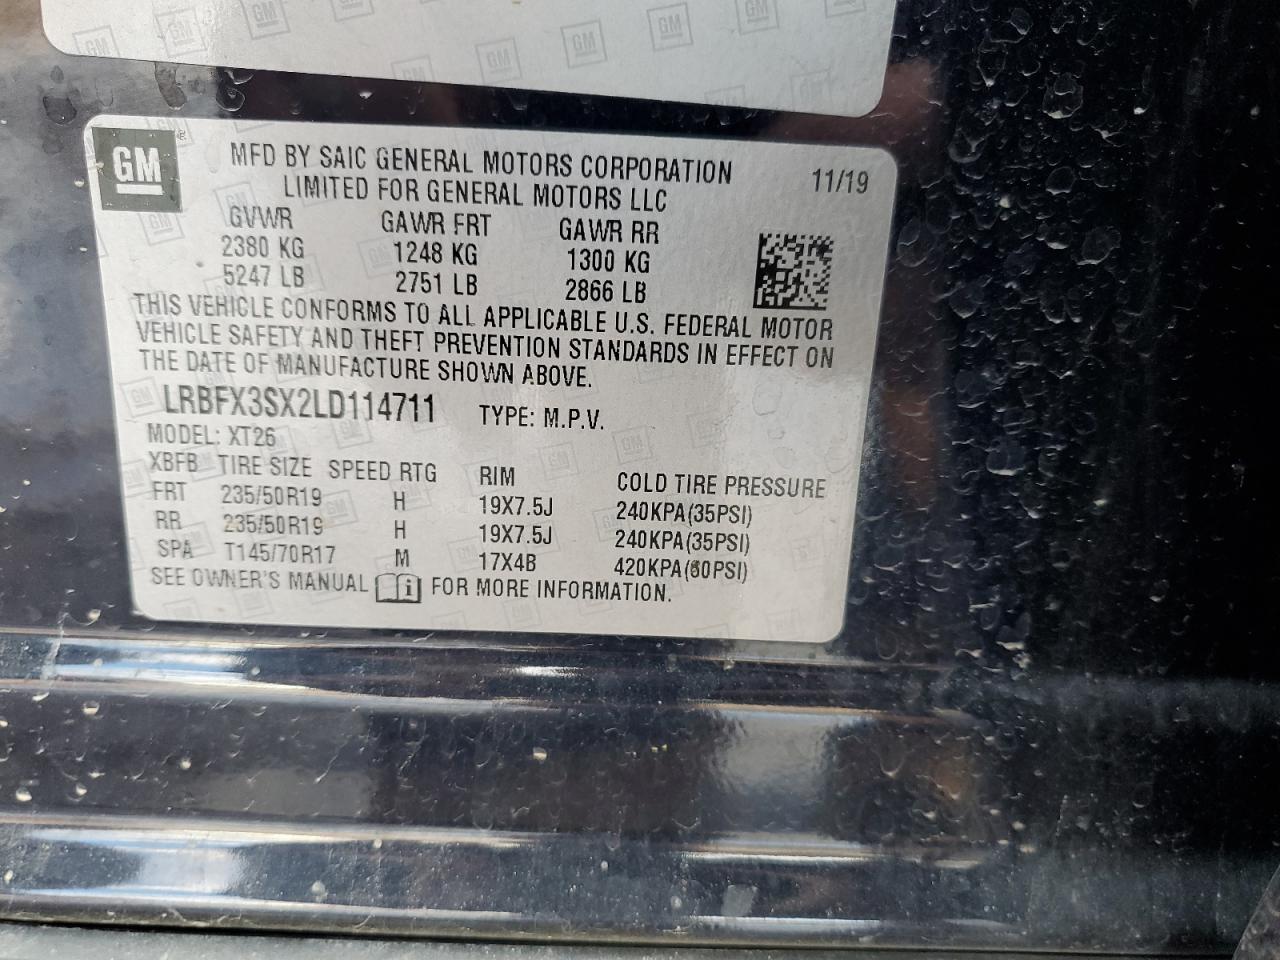 GM
MFD BY SAIC GENERAL MOTORS CORPORATION
LIMITED FOR GENERAL MOTORS LLC
11/19
GVWR GAWR FRT GAWR RR
2380 KG 1248 KG 1300 KG
5247 LB 2751 LB 2866 LB
THIS VEHICLE CONFORMS TO ALL APPLICABLE U.S. FEDERAL MOTOR
VEHICLE SAFETY AND THEFT PREVENTION STANDARDS IN EFFECT ON
THE DATE OF MANUFACTURE SHOWN ABOVE.
LRBFX3SX2LD114711 TYPE: M.P.V.
MODEL: XT26
XBFB TIRE SIZE SPEED RTG RIM COLD TIRE PRESSURE
FRT 235/50R19 H 19X7.5J 240KPA(35PSI)
RR 235/50R19 H 19X7.5J 240KPA(35PSI)
SPA T145/70R17 M 17X4B 420KPA(60PSI)
SEE OWNER'S MANUAL i FOR MORE INFORMATION.